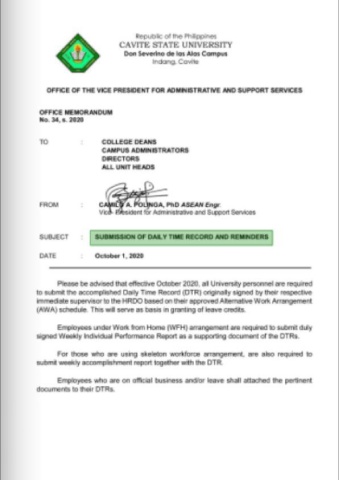 Republic of the Philippines
CAVITE STATE UNIVERSITY
Don Severino de las Alas Campus
Indang, Cavite
OFFICE OF THE VICE PRESIDENT FOR ADMINISTRATIVE AND SUPPORT SERVICES
OFFICE MEMORANDUM
No. 34, s. 2020
TO : COLLEGE DEANS
CAMPUS ADMINISTRATORS
DIRECTORS
ALL UNIT HEADS
FROM : CAMILO A. POLINGA, PhD ASEAN Engr.
Vice President for Administrative and Support Services
SUBJECT : SUBMISSION OF DAILY TIME RECORD AND REMINDERS
DATE : October 1, 2020
Please be advised that effective October 2020, all University personnel are required
to submit the accomplished Daily Time Record (DTR) originally signed by their respective
immediate supervisor to the HRDO based on their approved Alternative Work Arrangement
(AWA) schedule. This will serve as basis in granting of leave credits.
Employees under Work from Home (WFH) arrangement are required to submit duly
signed Weekly Individual Performance Report as a supporting document of the DTRs.
For those who are using skeleton workforce arrangement, are also required to
submit weekly accomplishment report together with the DTR.
Employees who are on official business and/or leave shall attached the pertinent
documents to their DTRs.